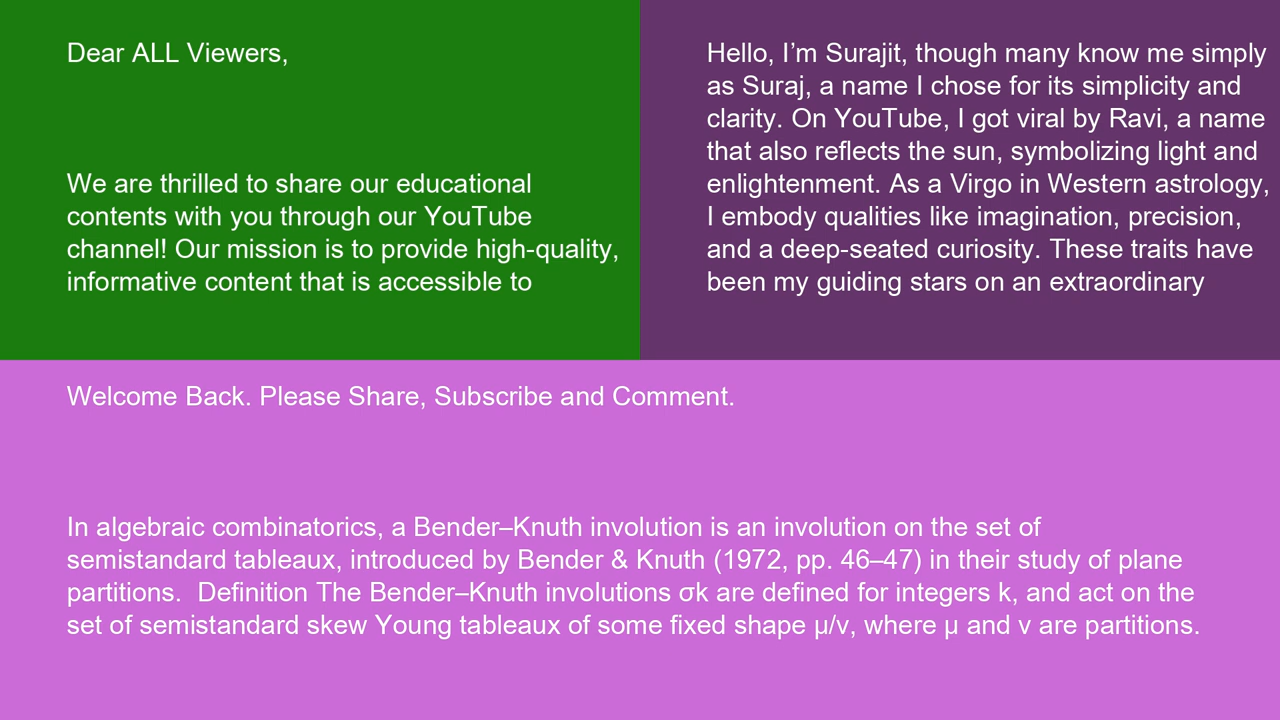 Dear ALL Viewers,
We are thrilled to share our educational
contents with you through our YouTube
channel! Our mission is to provide high-quality,
informative content that is accessible to
Hello, I’m Surajit, though many know me simply
as Suraj, a name I chose for its simplicity and
clarity. On YouTube, I got viral by Ravi, a name
that also reflects the sun, symbolizing light and
enlightenment. As a Virgo in Western astrology,
I embody qualities like imagination, precision,
and a deep-seated curiosity. These traits have
been my guiding stars on an extraordinary
Welcome Back. Please Share, Subscribe and Comment.
In algebraic combinatorics, a Bender–Knuth involution is an involution on the set of
semistandard tableaux, introduced by Bender & Knuth (1972, pp. 46–47) in their study of plane
partitions.  Definition The Bender–Knuth involutions σk are defined for integers k, and act on the
set of semistandard skew Young tableaux of some fixed shape μ/ν, where μ and ν are partitions.